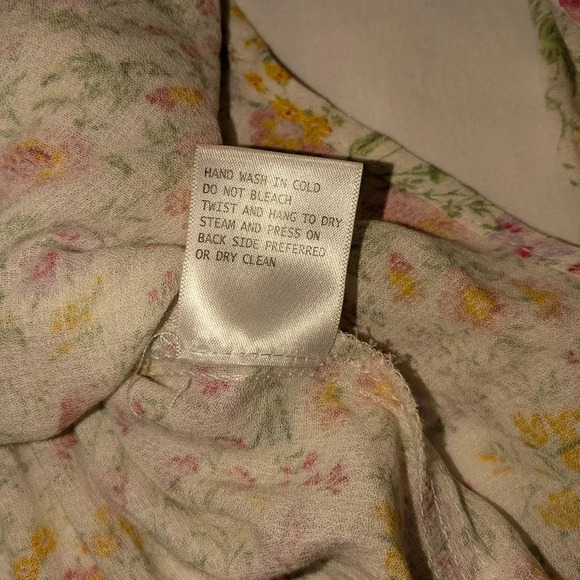 HAND WASH IN COLD
DO NOT BLEACH
TWIST AND HANG TO DRY
STEAM AND PRESS ON
BACK SIDE PREFERRED
OR DRY CLEAN